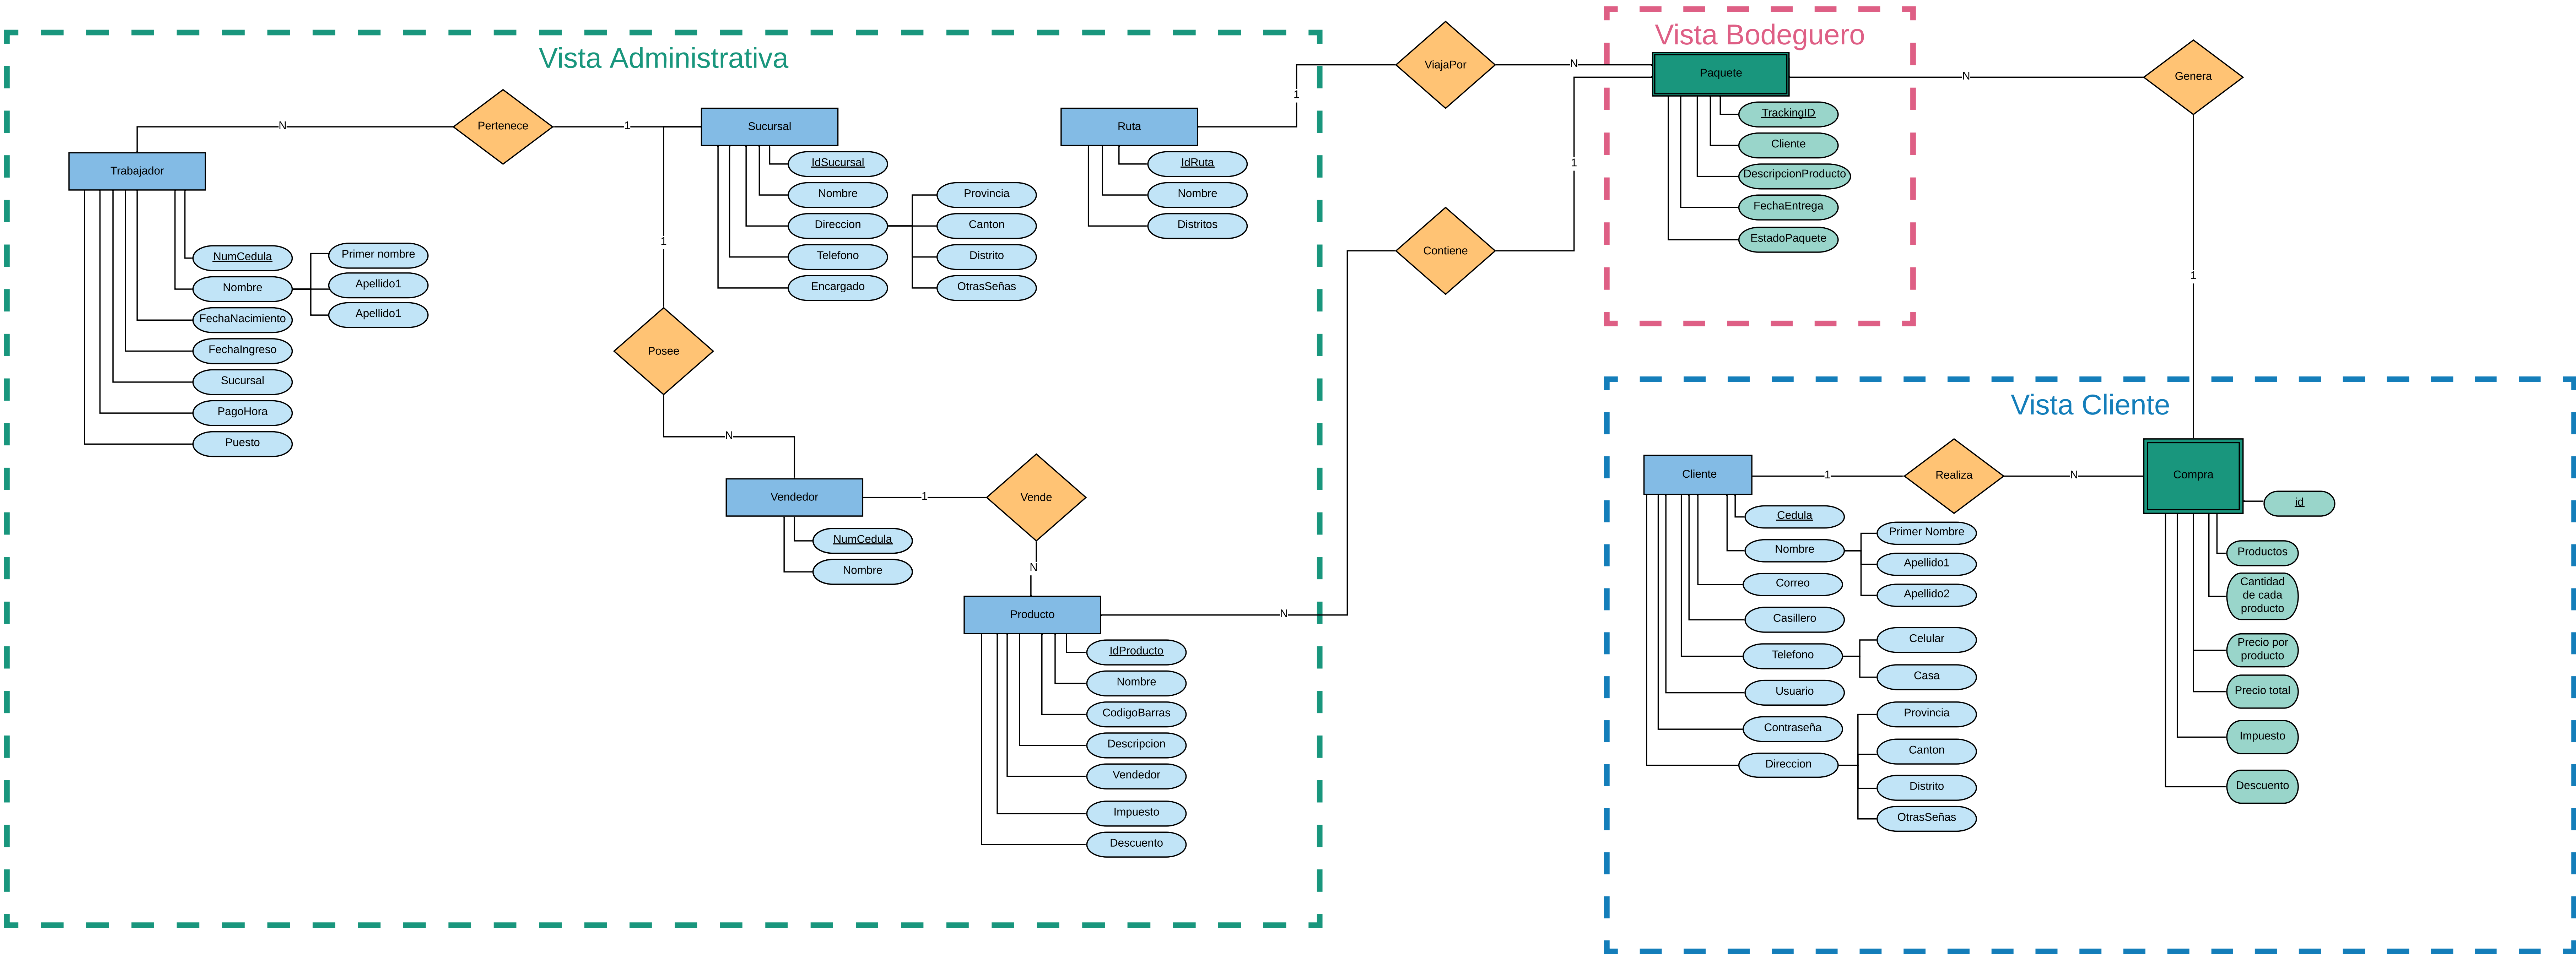 Vista Administrativa
Pertenece
N
1
Trabajador
NumCedula
Nombre
Primer nombre
Apellido1
Apellido1
FechaNacimiento
FechaIngreso
Sucursal
PagoHora
Puesto
Sucursal
IdSucursal
Nombre
Direccion
Provincia
Canton
Distrito
OtrasSeñas
Telefono
Encargado
Ruta
IdRuta
Nombre
Distritos
1
Posee
N
Vendedor
NumCedula
Nombre
1
Vende
N
Producto
IdProducto
Nombre
CodigoBarras
Descripcion
Vendedor
Impuesto
Descuento
N
1
ViajaPor
N
Contiene
1
Vista Bodeguero
Paquete
TrackingID
Cliente
DescripcionProducto
FechaEntrega
EstadoPaquete
N
Genera
1
Vista Cliente
Cliente
1
Realiza
N
Compra
Cedula
Nombre
Primer Nombre
Apellido1
Apellido2
Correo
Casillero
Telefono
Celular
Casa
Usuario
Contraseña
Direccion
Provincia
Canton
Distrito
OtrasSeñas
id
Productos
Cantidad
de cada
producto
Precio por
producto
Precio total
Impuesto
Descuento